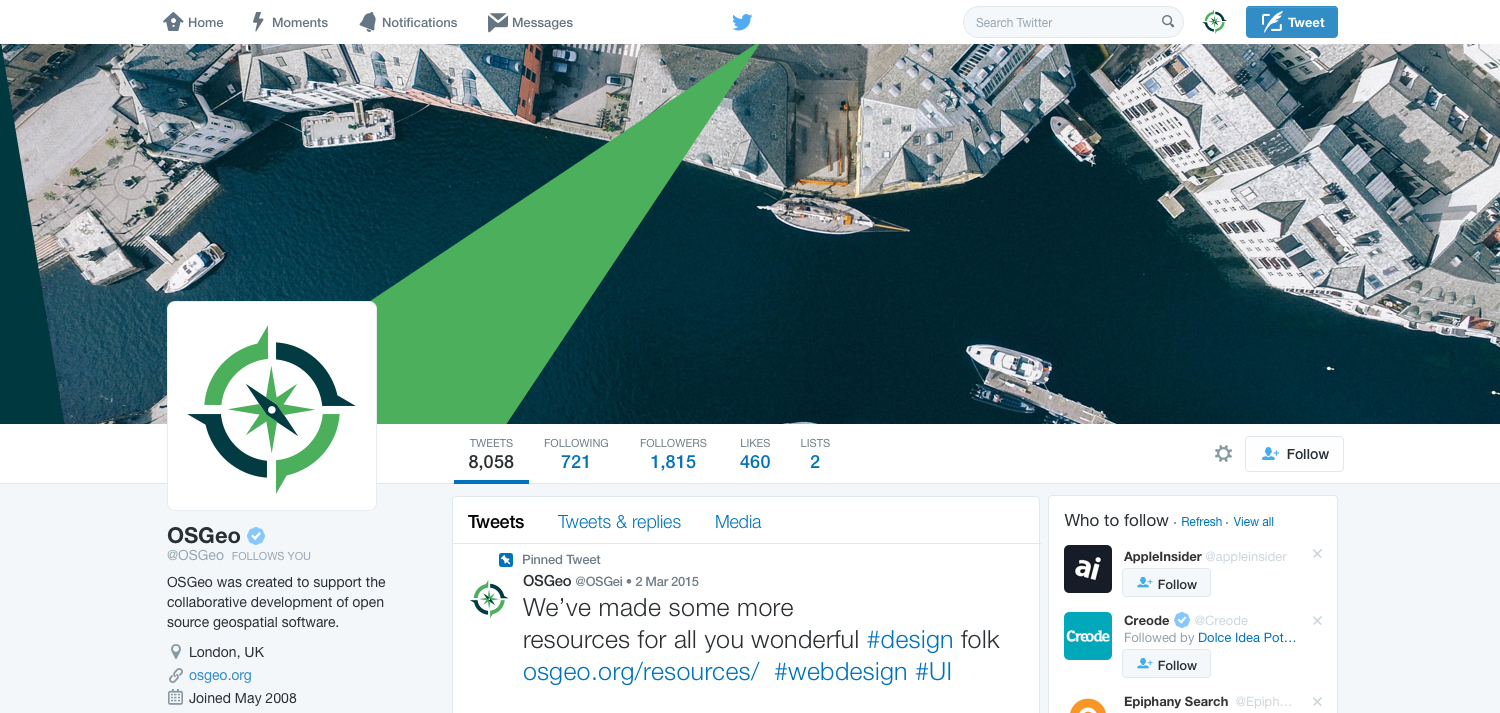 Home Moments Notifications Messages Search Twitter Tweet
TWEETS FOLLOWING FOLLOWERS LIKES LISTS
8,058 721 1,815 460 2
Follow
OSGeo
@OSGeo FOLLOWS YOU
OSGeo was created to support the
collaborative development of open
source geospatial software.
London, UK
osgeo.org
Joined May 2008
Tweets Tweets & replies Media
Pinned Tweet
OSGeo @OSGei • 2 Mar 2015
We’ve made some more
resources for all you wonderful #design folk
osgeo.org/resources/ #webdesign #UI
Who to follow · Refresh · View all
ai
AppleInsider @appleinsider
Follow
Creode
Creode @Creode
Followed by Dolce Idea Pot…
Follow
Epiphany Search @Epiph…